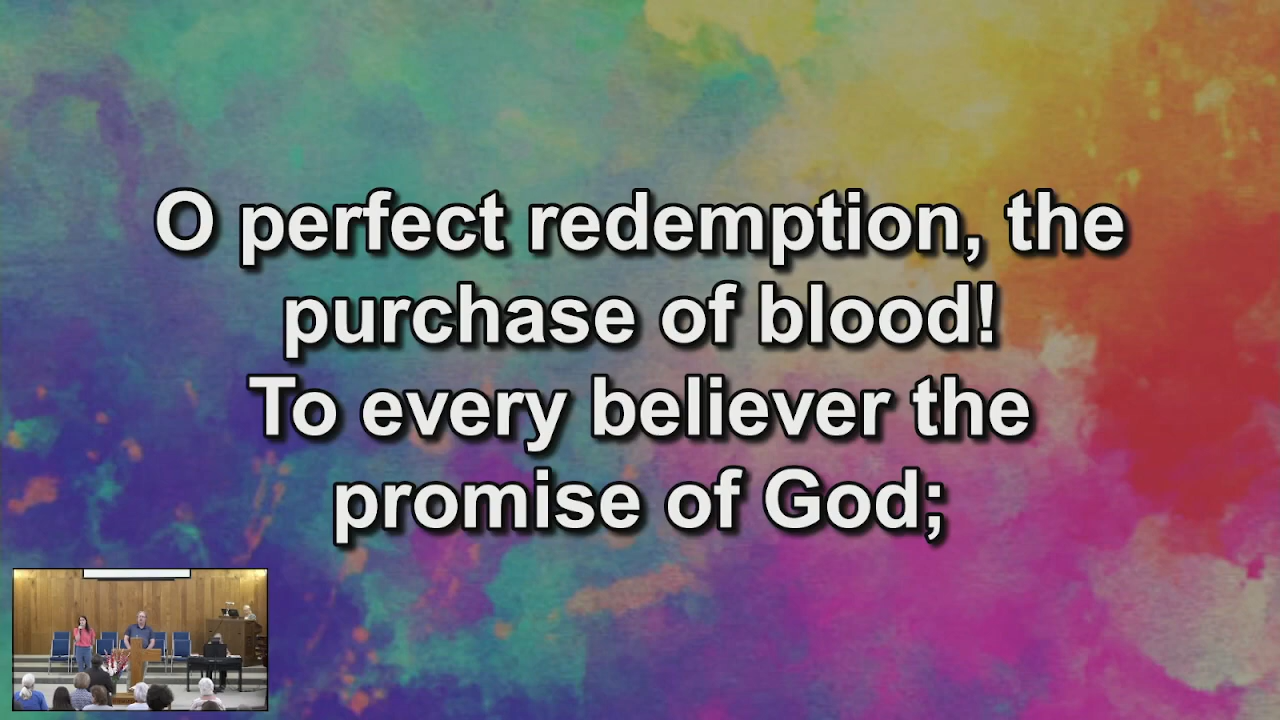 O perfect redemption, the
purchase of blood!
To every believer the
promise of God;